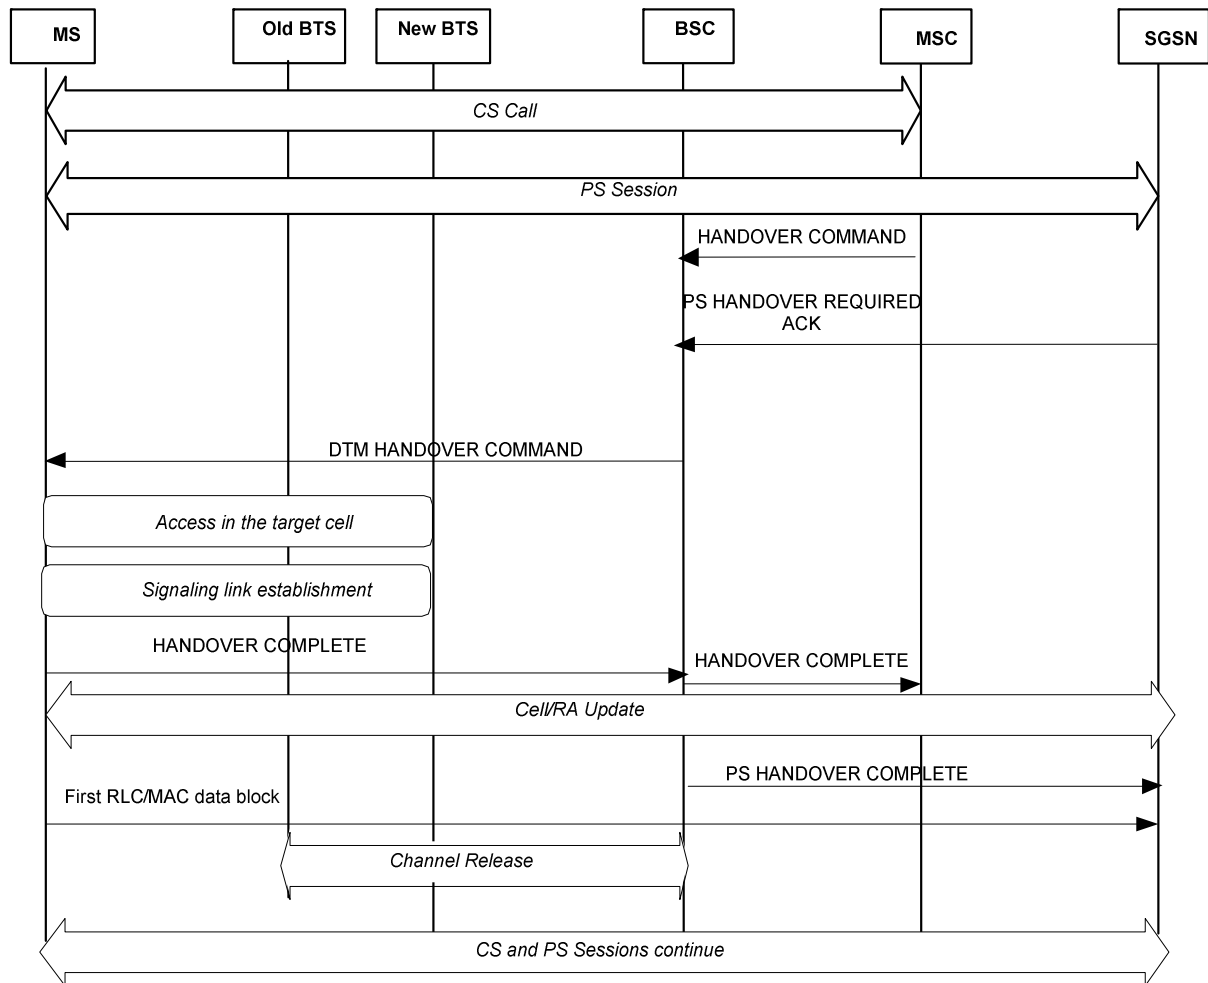 MS
Old BTS
New BTS
BSC
MSC
SGSN
CS Call
PS Session
HANDOVER COMMAND
PS HANDOVER REQUIRED
ACK
DTM HANDOVER COMMAND
Access in the target cell
Signaling link establishment
HANDOVER COMPLETE
HANDOVER COMPLETE
Cell/RA Update
PS HANDOVER COMPLETE
First RLC/MAC data block
Channel Release
CS and PS Sessions continue